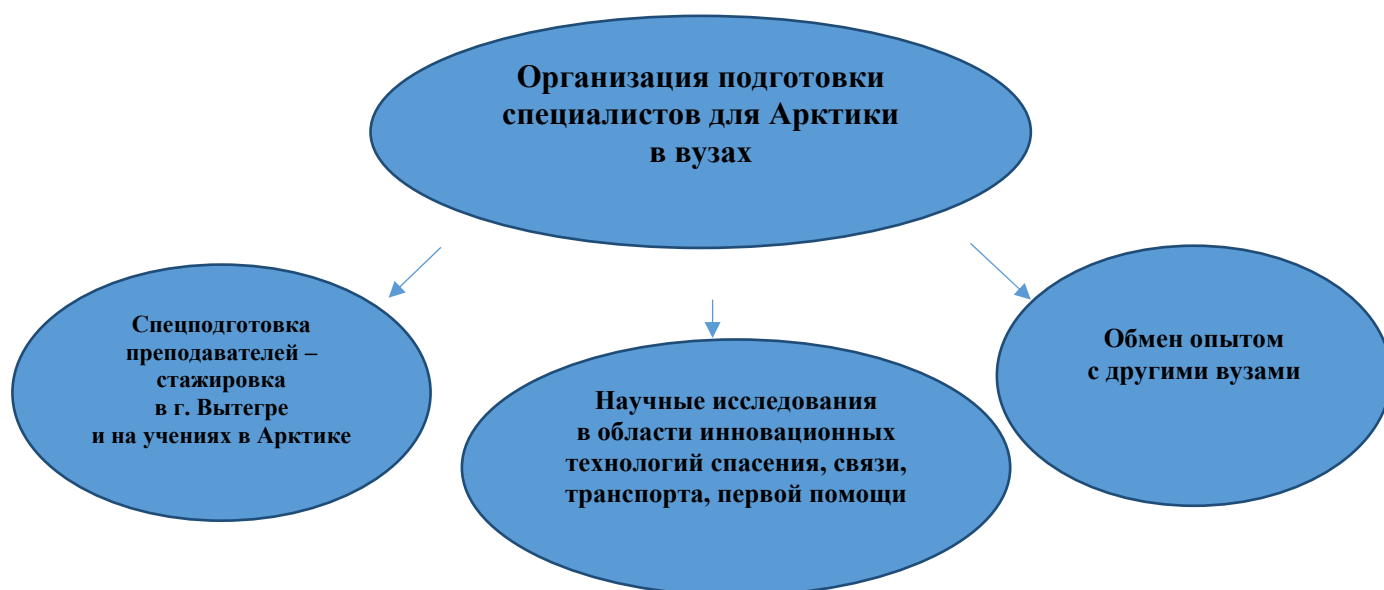 Организация подготовки
специалистов для Арктики
в вузах
Спецподготовка
преподавателей –
стажировка
в г. Вытегре
и на учениях в Арктике
Научные исследования
в области инновационных
технологий спасения, связи,
транспорта, первой помощи
Обмен опытом
с другими вузами